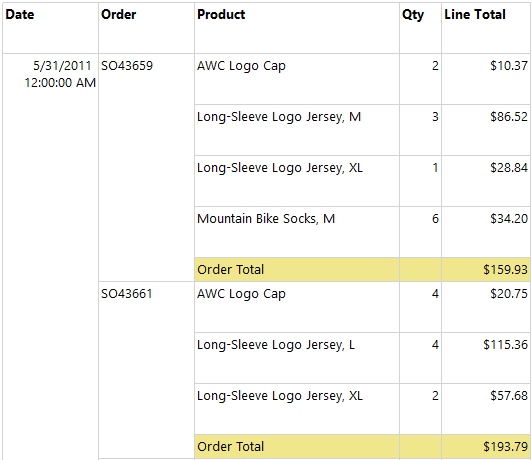 Date Order Product Qty Line Total
5/31/2011 SO43659 AWC Logo Cap 2 $10.37
12:00:00 AM
Long-Sleeve Logo Jersey, M 3 $86.52
Long-Sleeve Logo Jersey, XL 1 $28.84
Mountain Bike Socks, M 6 $34.20
Order Total $159.93
SO43661 AWC Logo Cap 4 $20.75
Long-Sleeve Logo Jersey, L 4 $115.36
Long-Sleeve Logo Jersey, XL 2 $57.68
Order Total $193.79